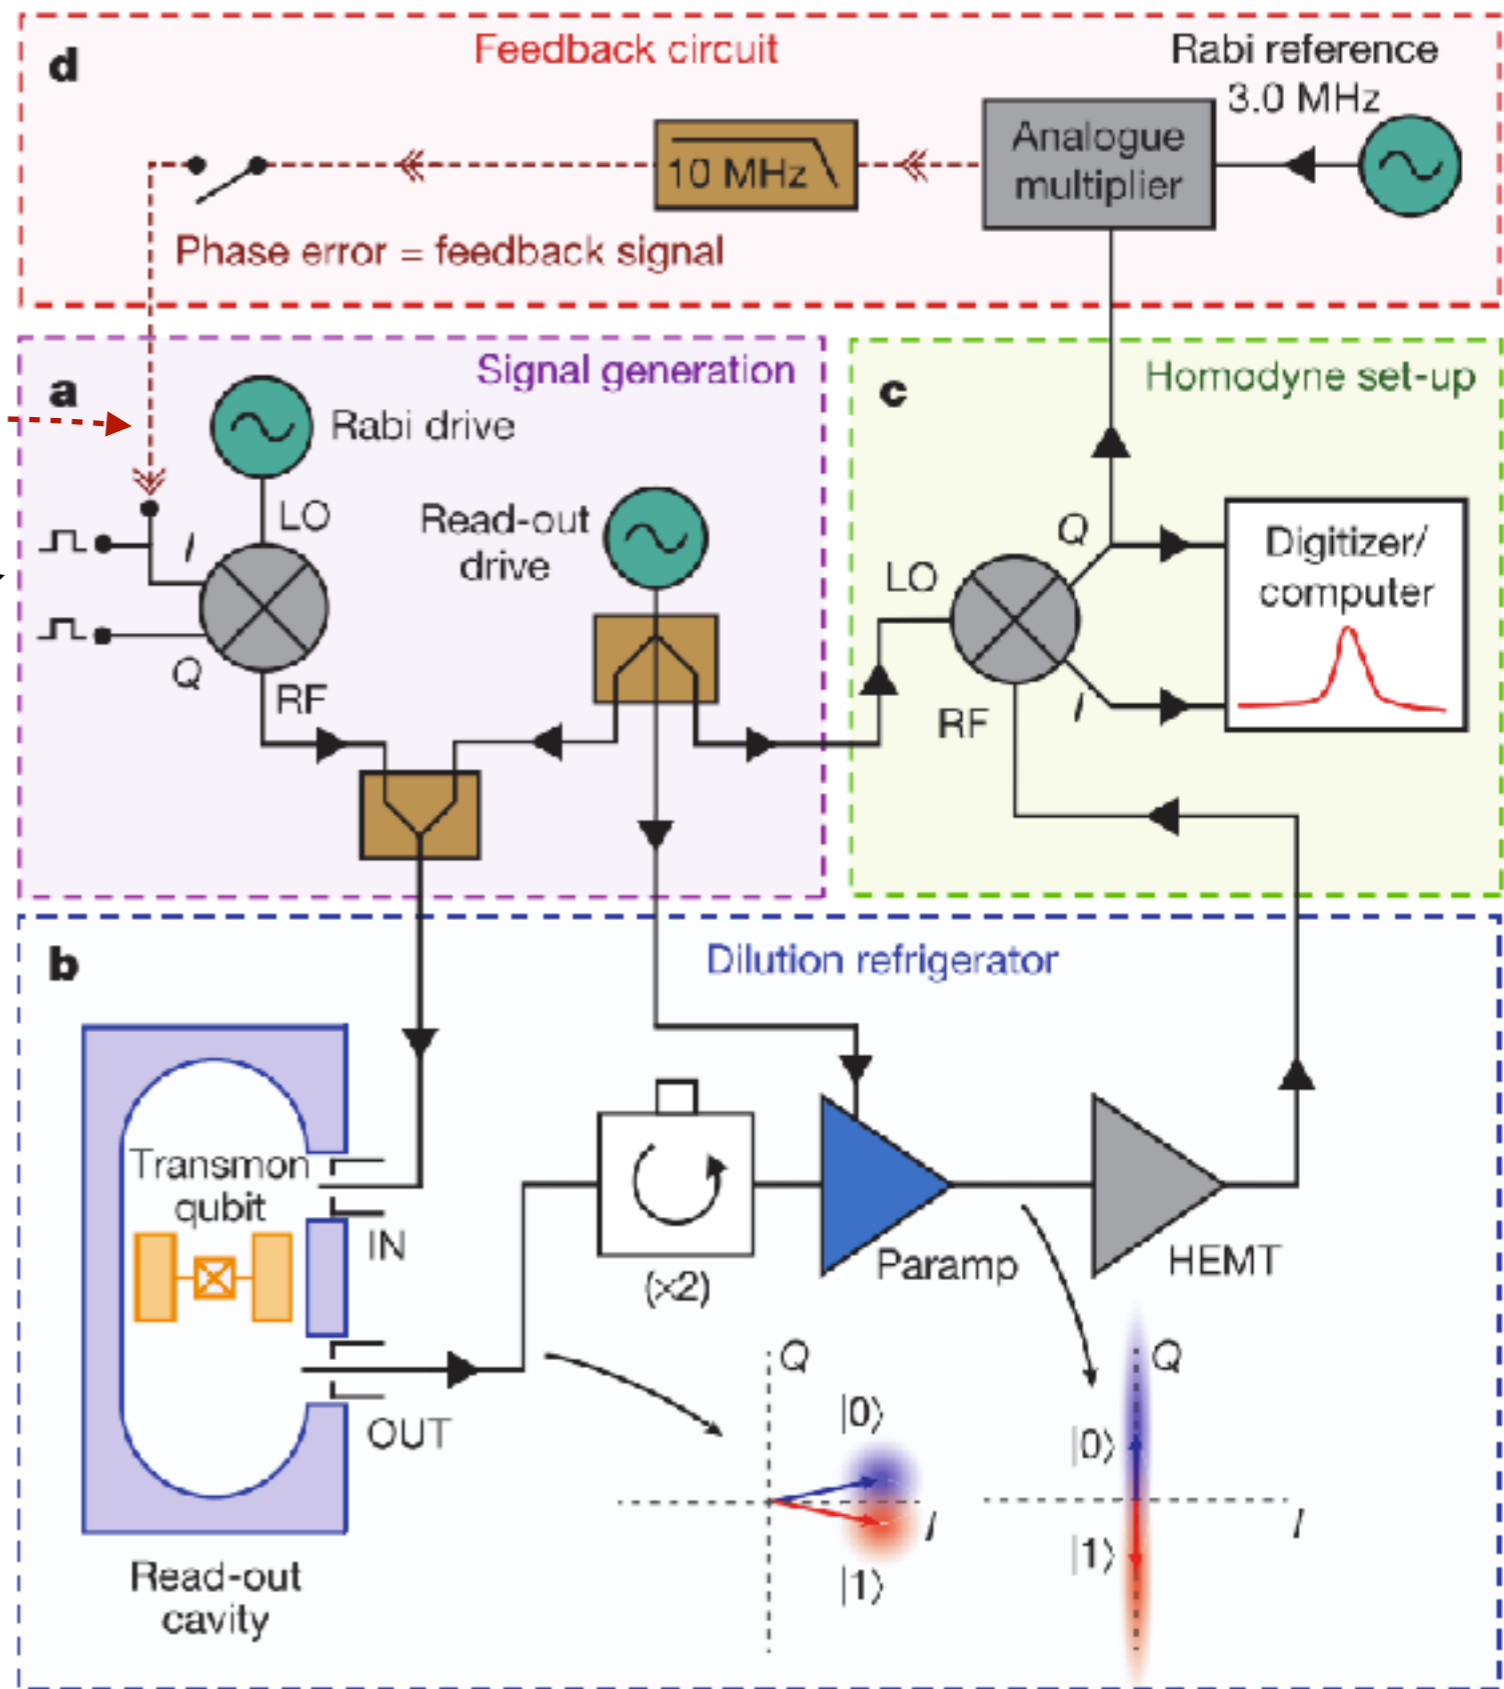 d
Feedback circuit
Rabi reference
3.0 MHz
Analogue
multiplier
10 MHz
Phase error = feedback signal
a
Signal generation
Rabi drive
LO
I
Q
RF
Read-out
drive
c
Homodyne set-up
Q
LO
I
RF
Digitizer/
computer
b
Dilution refrigerator
Transmon
qubit
IN
OUT
Read-out
cavity
(×2)
Paramp
HEMT
Q
|0⟩
I
|1⟩
Q
|0⟩
I
|1⟩